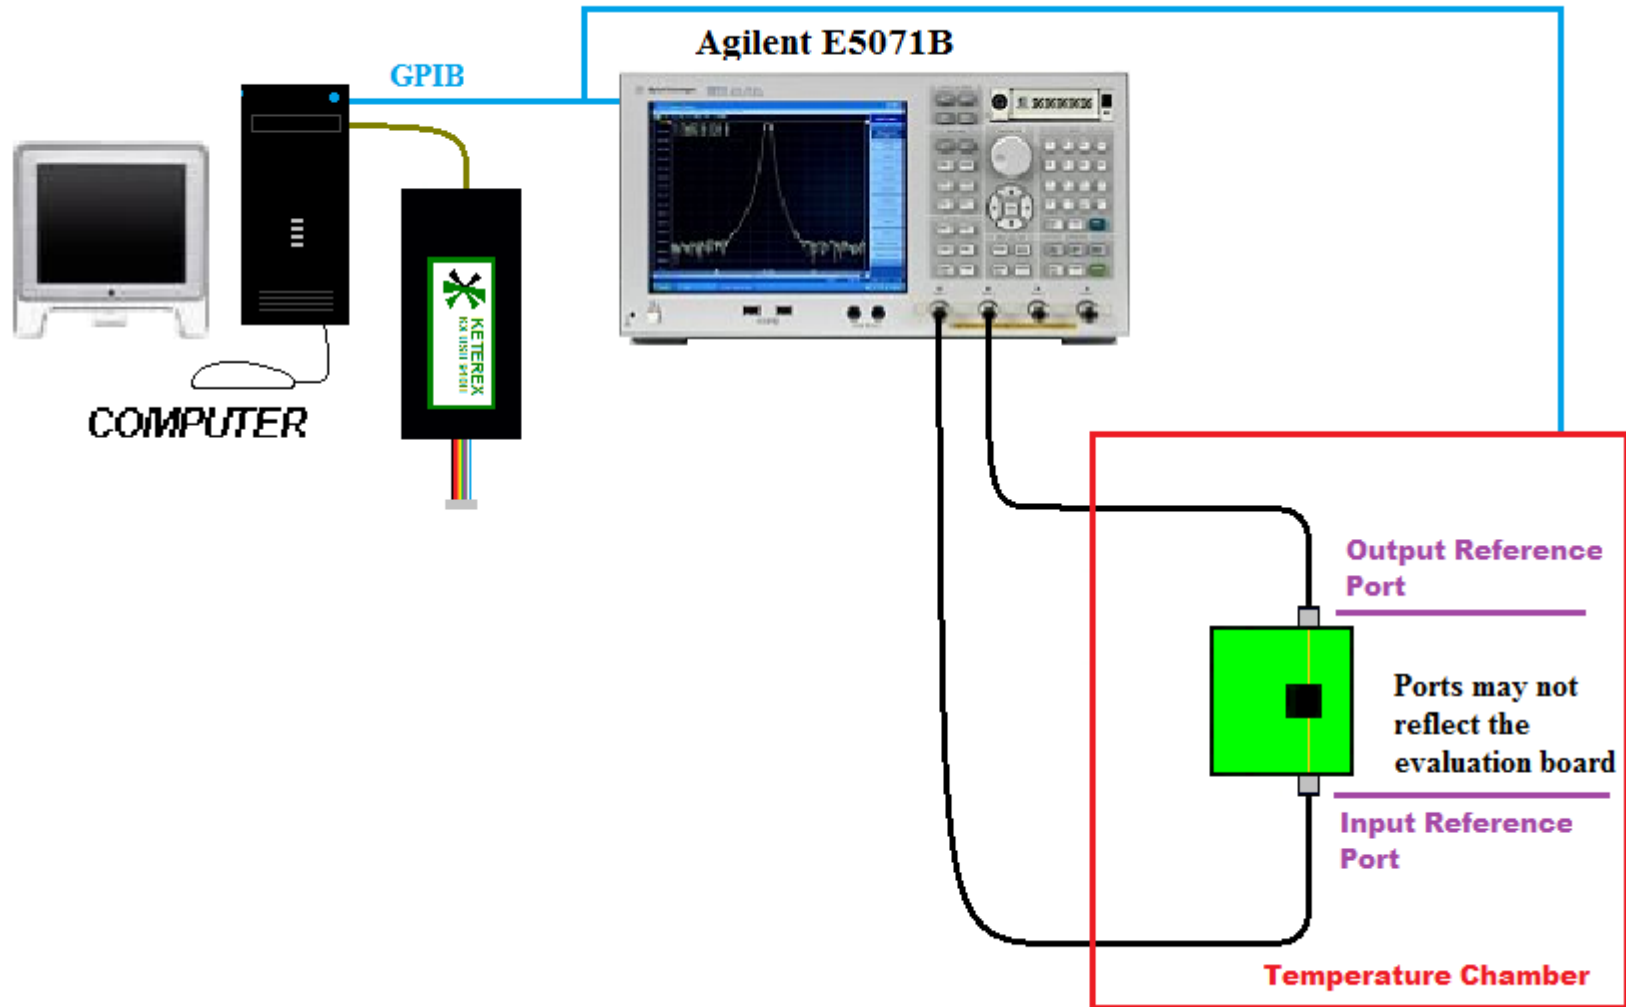 Agilent E5071B
GPIB
KETEREX
COMPUTER
Output Reference
Port
Ports may not
reflect the
evaluation board
Input Reference
Port
Temperature Chamber